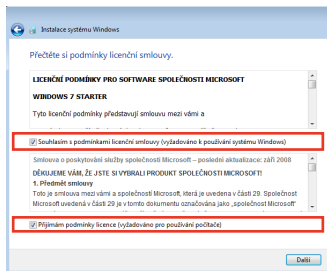 Instalace systému Windows
Přečtěte si podmínky licenční smlouvy.
LICENČNÍ PODMÍNKY PRO SOFTWARE SPOLEČNOSTI MICROSOFT
WINDOWS 7 STARTER
Tyto licenční podmínky představují smlouvu mezi vámi a
Souhlasím s podmínkami licenční smlouvy (vyžadováno k používání systému Windows)
Smlouva o poskytování služby společnosti Microsoft – poslední aktualizace: září 2008
DĚKUJEME VÁM, ŽE JSTE SI VYBRALI PRODUKT SPOLEČNOSTI MICROSOFT!
1. Předmět smlouvy
Toto je smlouva mezi vámi a společností Microsoft, která je uvedena v části 29. Společnost
Microsoft uvedená v části 29 je v tomto dokumentu označována jako „společnost Microsoft“
Přijímám podmínky licence (vyžadováno pro používání počítače)
Další